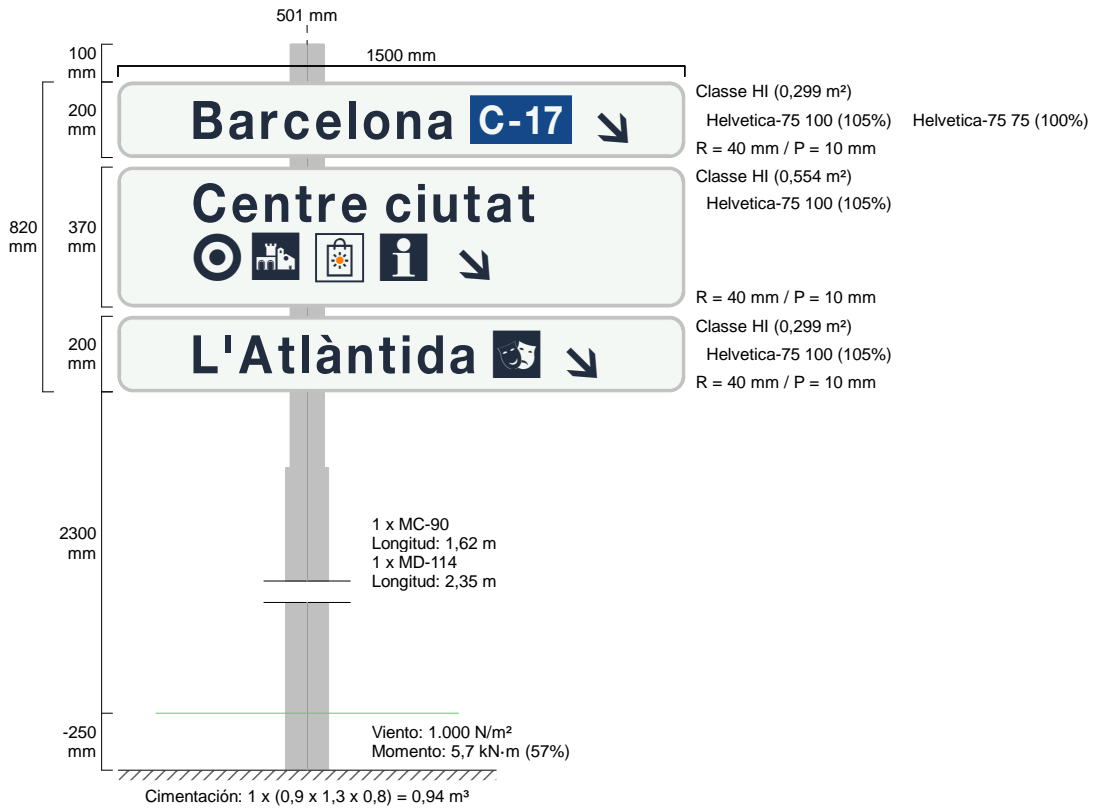 501 mm
100
mm
1500 mm
200
mm
Barcelona C-17
Classe HI (0,299 m²)
Helvetica-75 100 (105%) Helvetica-75 75 (100%)
R = 40 mm / P = 10 mm
820
mm
370
mm
Centre ciutat
i
Classe HI (0,554 m²)
Helvetica-75 100 (105%)
R = 40 mm / P = 10 mm
200
mm
L'Atlàntida
Classe HI (0,299 m²)
Helvetica-75 100 (105%)
R = 40 mm / P = 10 mm
2300
mm
1 x MC-90
Longitud: 1,62 m
1 x MD-114
Longitud: 2,35 m
-250
mm
Viento: 1.000 N/m²
Momento: 5,7 kN·m (57%)
Cimentación: 1 x (0,9 x 1,3 x 0,8) = 0,94 m³